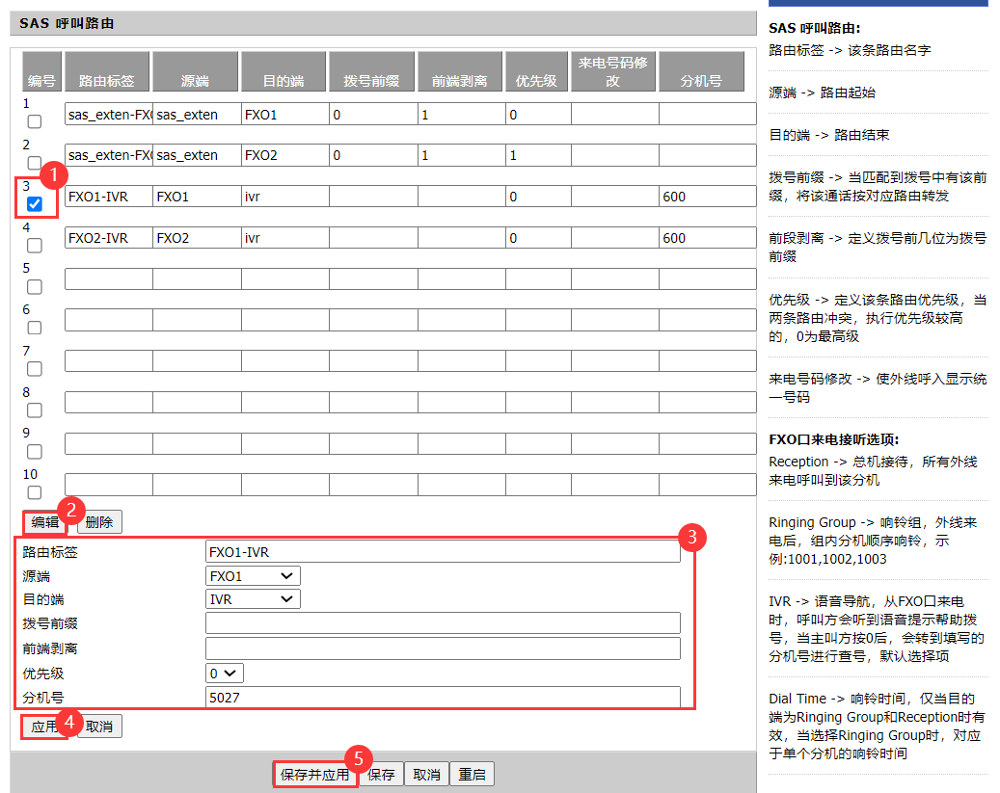 SAS 呼叫路由
编号 路由标签 源端 目的端 拨号前缀 前端剥离 优先级 来电号码修改 分机号
1 sas_exten-FXO sas_exten FXO1 0 1 0
2 sas_exten-FXO sas_exten FXO2 0 1 1
1
3 FXO1-IVR FXO1 ivr 0 600
4 FXO2-IVR FXO2 ivr 0 600
5
6
7
8
9
10
编辑 2 删除
3
路由标签 FXO1-IVR
源端 FXO1
目的端 IVR
拨号前缀
前端剥离
优先级 0
分机号 5027
应用 4 取消
5
保存并应用 保存 取消 重启
SAS 呼叫路由:
路由标签 -> 该条路由名字
源端 -> 路由起始
目的端 -> 路由结束
拨号前缀 -> 当匹配到拨号中有该前
缀，将该通话按对应路由转发
前段剥离 -> 定义拨号前几位为拨号
前缀
优先级 -> 定义该条路由优先级，当
两条路由冲突，执行优先级较高
的，0为最高级
来电号码修改 -> 使外线呼入显示统
一号码
FXO口来电接听选项:
Reception -> 总机接待，所有外线
来电呼叫到该分机
Ringing Group -> 响铃组，外线来
电后，组内分机顺序响铃，示
例:1001,1002,1003
IVR -> 语音导航，从FXO口来电
时，呼叫方会听到语音提示帮助拨
号，当主叫方按0后，会转到填写的
分机号进行查号，默认选择项
Dial Time -> 响铃时间，仅当目的
端为Ringing Group和Reception时有
效，当选择Ringing Group时，对应
于单个分机的响铃时间